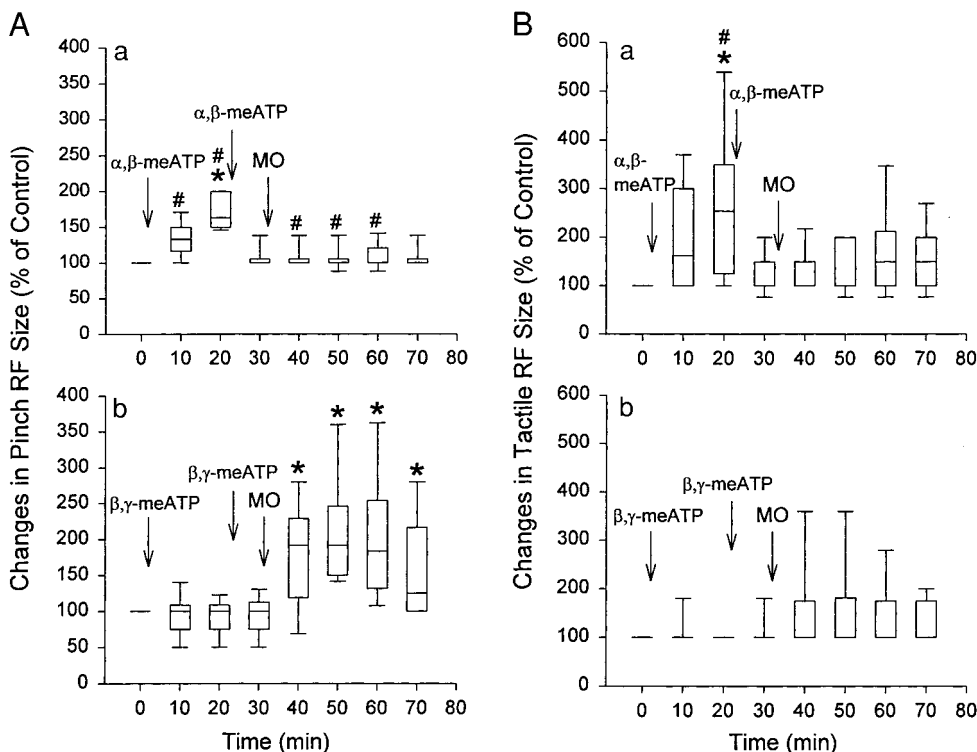 A
B
Changes in Pinch RF Size (% of Control)
a
400
350
300
250
200
150
100
50
0
α,β-meATP
α,β-meATP
MO
#
#
*
#
#
#
0 10 20 30 40 50 60 70 80
b
400
350
300
250
200
150
100
50
0
β,γ-meATP
β,γ-meATP
MO
*
*
*
*
0 10 20 30 40 50 60 70 80
Time (min)
Changes in Tactile RF Size (% of Control)
a
600
500
400
300
200
100
0
α,β-
meATP
#
*
α,β-meATP
MO
0 10 20 30 40 50 60 70 80
b
600
500
400
300
200
100
0
β,γ-meATP
β,γ-meATP
MO
0 10 20 30 40 50 60 70 80
Time (min)